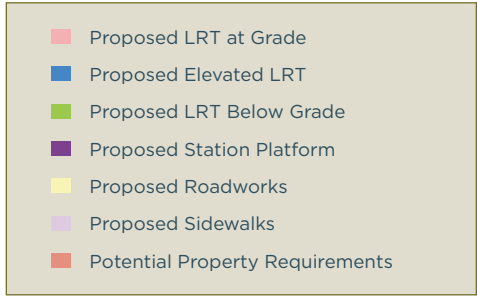 Proposed LRT at Grade
Proposed Elevated LRT
Proposed LRT Below Grade
Proposed Station Platform
Proposed Roadworks
Proposed Sidewalks
Potential Property Requirements